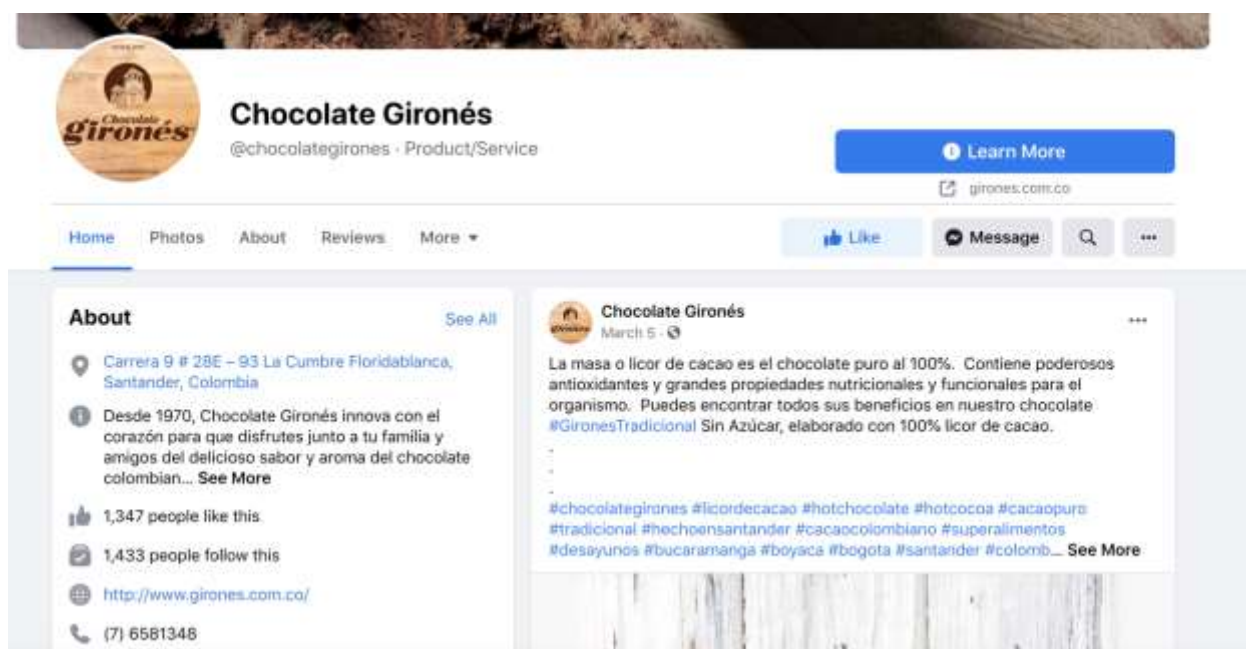 Chocolate
gironés
Chocolate Gironés
@chocolategirones · Product/Service
Learn More
girones.com.co
Home Photos About Reviews More
Like Message
About See All
Carrera 9 # 28E – 93 La Cumbre Floridablanca,
Santander, Colombia
Desde 1970, Chocolate Gironés innova con el
corazón para que disfrutes junto a tu familia y
amigos del delicioso sabor y aroma del chocolate
colombian... See More
1,347 people like this
1,433 people follow this
http://www.girones.com.co/
(7) 6581348
Chocolate Gironés
March 5 ·
La masa o licor de cacao es el chocolate puro al 100%. Contiene poderosos
antioxidantes y grandes propiedades nutricionales y funcionales para el
organismo. Puedes encontrar todos sus beneficios en nuestro chocolate
#GironesTradicional Sin Azúcar, elaborado con 100% licor de cacao.
.
.
.
#chocolategirones #licordecacao #hotchocolate #hotcocoa #cacaopuro
#tradicional #hechoensantander #cacaocolombiano #superalimentos
#desayunos #bucaramanga #boyaca #bogota #santander #colomb... See More